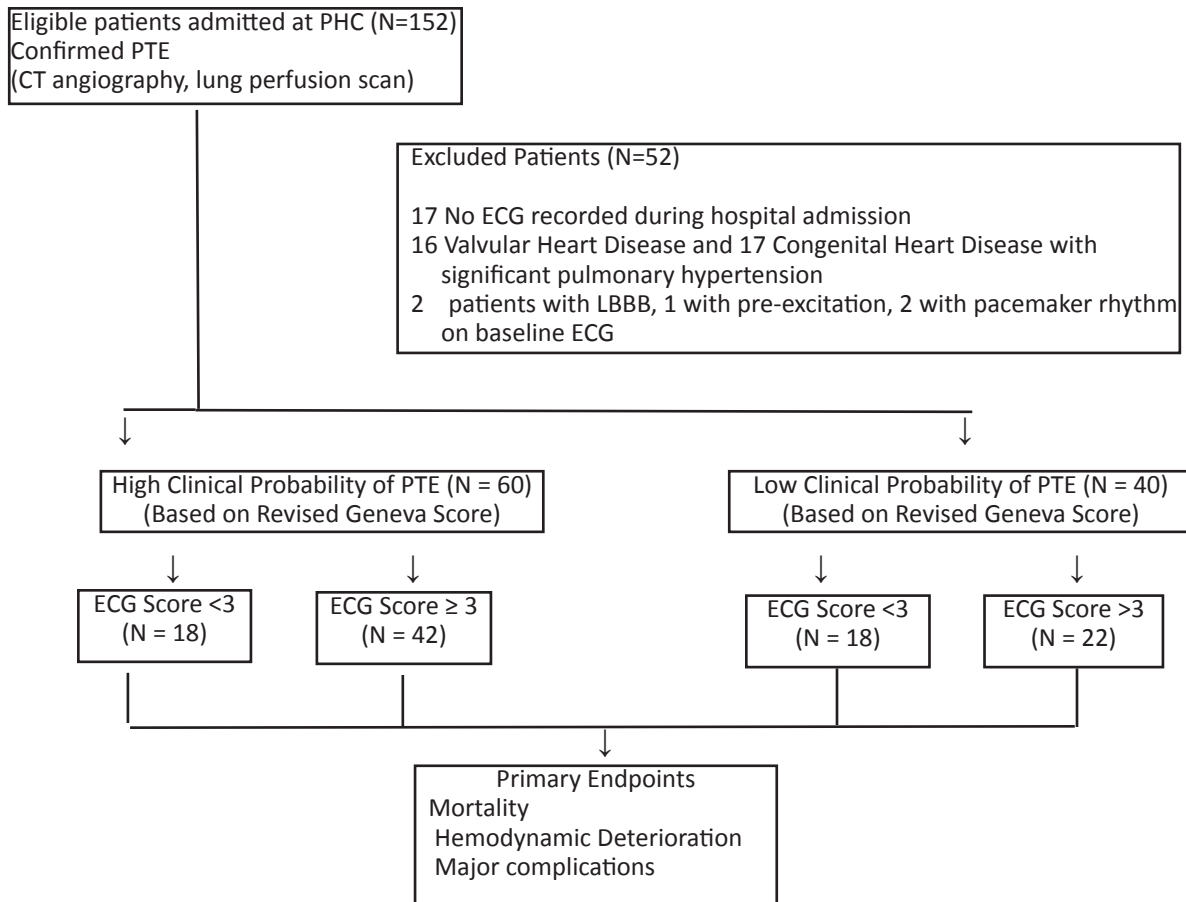 Eligible patients admitted at PHC (N=152)
Confirmed PTE
(CT angiography, lung perfusion scan)
Excluded Patients (N=52)
17 No ECG recorded during hospital admission
16 Valvular Heart Disease and 17 Congenital Heart Disease with
significant pulmonary hypertension
2 patients with LBBB, 1 with pre-excitation, 2 with pacemaker rhythm
on baseline ECG
↓
↓
High Clinical Probability of PTE (N = 60)
(Based on Revised Geneva Score)
Low Clinical Probability of PTE (N = 40)
(Based on Revised Geneva Score)
↓
↓
↓
↓
ECG Score <3
(N = 18)
ECG Score ≥ 3
(N = 42)
ECG Score <3
(N = 18)
ECG Score >3
(N = 22)
↓
Primary Endpoints
Mortality
Hemodynamic Deterioration
Major complications